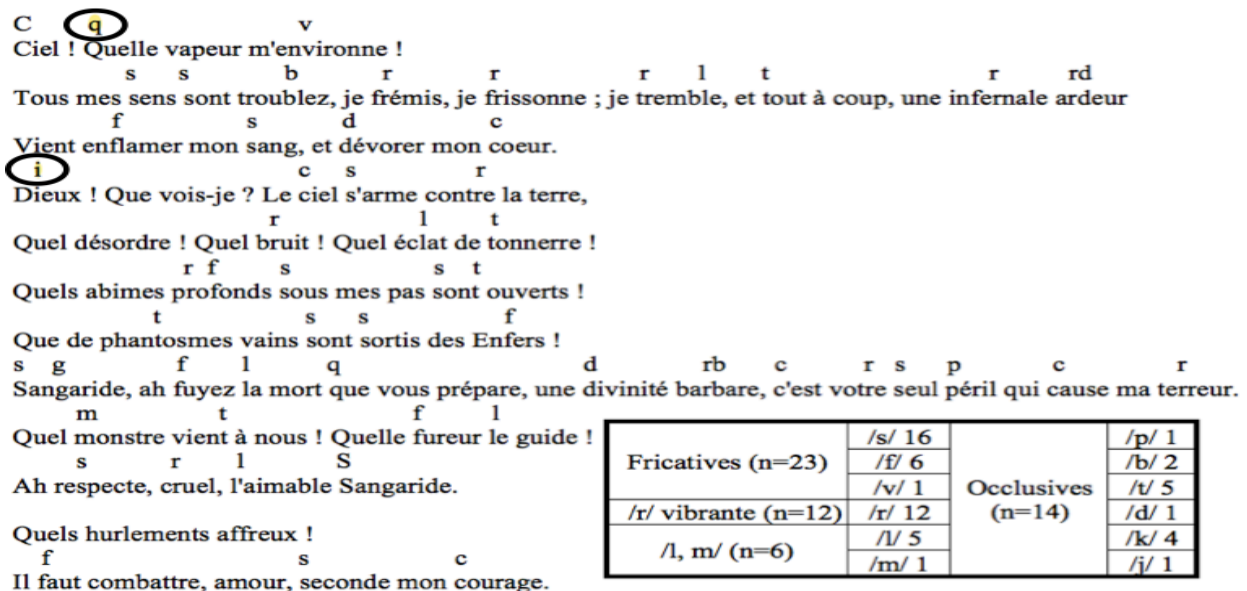 C q v
Ciel ! Quelle vapeur m'environne !
s s b r r r l t r rd
Tous mes sens sont troublez, je frémis, je frissonne ; je tremble, et tout à coup, une infernale ardeur
f s d c
Vient enflamer mon sang, et dévorer mon coeur.
i c s r
Dieux ! Que vois-je ? Le ciel s'arme contre la terre,
r l t
Quel désordre ! Quel bruit ! Quel éclat de tonnerre !
r f s s t
Quels abimes profonds sous mes pas sont ouverts !
t s s f
Que de phantosmes vains sont sortis des Enfers !
s g f l q d rb c r s p c r
Sangaride, ah fuyez la mort que vous prépare, une divinité barbare, c'est votre seul péril qui cause ma terreur.
m t f l
Quel monstre vient à nous ! Quelle fureur le guide !
s r l S
Ah respecte, cruel, l'aimable Sangaride.
Quels hurlements affreux !
f s c
Il faut combattre, amour, seconde mon courage.
Fricatives (n=23) /s/ 16
/f/ 6
/v/ 1
/r/ vibrante (n=12) /r/ 12
/l, m/ (n=6) /l/ 5
/m/ 1
Occlusives (n=14) /p/ 1
/b/ 2
/t/ 5
/d/ 1
/k/ 4
/j/ 1